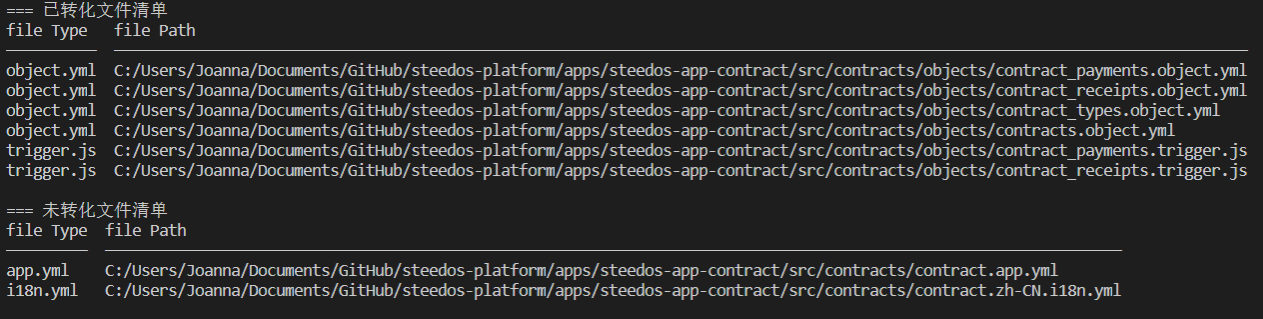 === 已转化文件清单
file Type file Path
object.yml C:/Users/Joanna/Documents/GitHub/steedos-platform/apps/steedos-app-contract/src/contracts/objects/contract_payments.object.yml
object.yml C:/Users/Joanna/Documents/GitHub/steedos-platform/apps/steedos-app-contract/src/contracts/objects/contract_receipts.object.yml
object.yml C:/Users/Joanna/Documents/GitHub/steedos-platform/apps/steedos-app-contract/src/contracts/objects/contract_types.object.yml
object.yml C:/Users/Joanna/Documents/GitHub/steedos-platform/apps/steedos-app-contract/src/contracts/objects/contracts.object.yml
trigger.js C:/Users/Joanna/Documents/GitHub/steedos-platform/apps/steedos-app-contract/src/contracts/objects/contract_payments.trigger.js
trigger.js C:/Users/Joanna/Documents/GitHub/steedos-platform/apps/steedos-app-contract/src/contracts/objects/contract_receipts.trigger.js
=== 未转化文件清单
file Type file Path
app.yml C:/Users/Joanna/Documents/GitHub/steedos-platform/apps/steedos-app-contract/src/contracts/contract.app.yml
i18n.yml C:/Users/Joanna/Documents/GitHub/steedos-platform/apps/steedos-app-contract/src/contracts/contract.zh-CN.i18n.yml